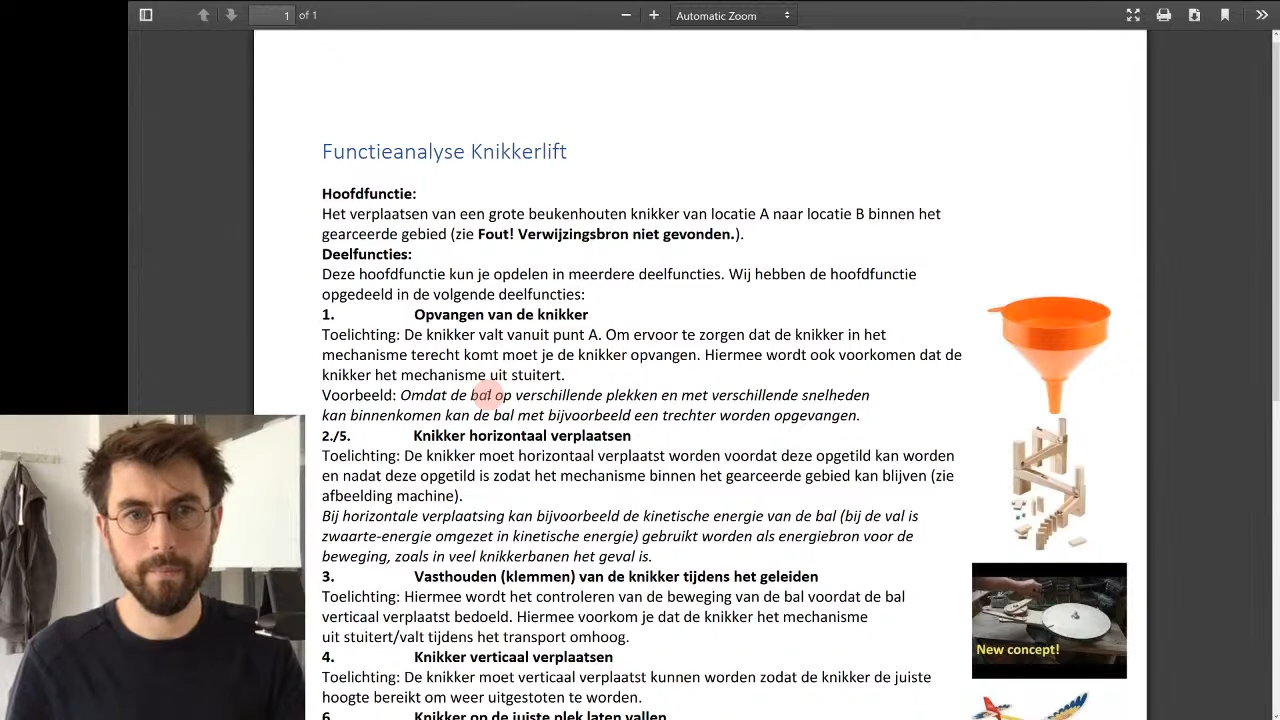 1 of 1
Automatic Zoom
Functieanalyse Knikkerlift
Hoofdfunctie:
Het verplaatsen van een grote beukenhouten knikker van locatie A naar locatie B binnen het
gearceerde gebied (zie Fout! Verwijzingsbron niet gevonden.).
Deelfuncties:
Deze hoofdfunctie kun je opdelen in meerdere deelfuncties. Wij hebben de hoofdfunctie
opgedeeld in de volgende deelfuncties:
1. Opvangen van de knikker
Toelichting: De knikker valt vanuit punt A. Om ervoor te zorgen dat de knikker in het
mechanisme terecht komt moet je de knikker opvangen. Hiermee wordt ook voorkomen dat de
knikker het mechanisme uit stuitert.
Voorbeeld: Omdat de bal op verschillende plekken en met verschillende snelheden
kan binnenkomen kan de bal met bijvoorbeeld een trechter worden opgevangen.
2./5. Knikker horizontaal verplaatsen
Toelichting: De knikker moet horizontaal verplaatst worden voordat deze opgetild kan worden
en nadat deze opgetild is zodat het mechanisme binnen het gearceerde gebied kan blijven (zie
afbeelding machine).
Bij horizontale verplaatsing kan bijvoorbeeld de kinetische energie van de bal (bij de val is
zwaarte-energie omgezet in kinetische energie) gebruikt worden als energiebron voor de
beweging, zoals in veel knikkerbanen het geval is.
3. Vasthouden (klemmen) van de knikker tijdens het geleiden
Toelichting: Hiermee wordt het controleren van de beweging van de bal voordat de bal
verticaal verplaatst bedoeld. Hiermee voorkom je dat de knikker het mechanisme
uit stuitert/valt tijdens het transport omhoog.
New concept!
4. Knikker verticaal verplaatsen
Toelichting: De knikker moet verticaal verplaatst kunnen worden zodat de knikker de juiste
hoogte bereikt om weer uitgestoten te worden.
6. Knikker op de juiste plek laten vallen